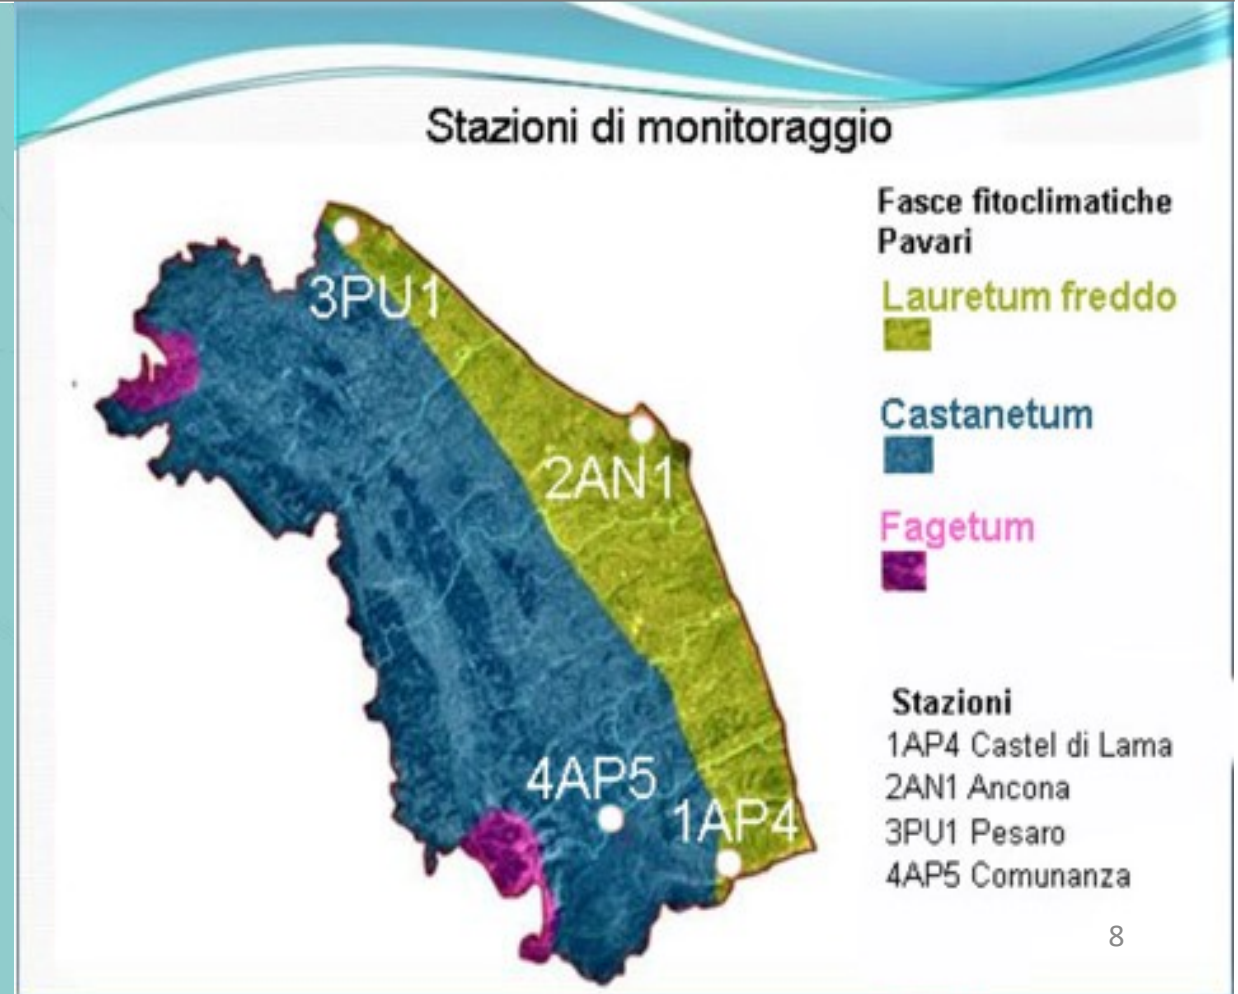 Stazioni di monitoraggio
Fasce fitoclimatiche
Pavari
Lauretum freddo
Castanetum
Fagetum
3PU1
2AN1
4AP5
1AP4
Stazioni
1AP4 Castel di Lama
2AN1 Ancona
3PU1 Pesaro
4AP5 Comunanza
8